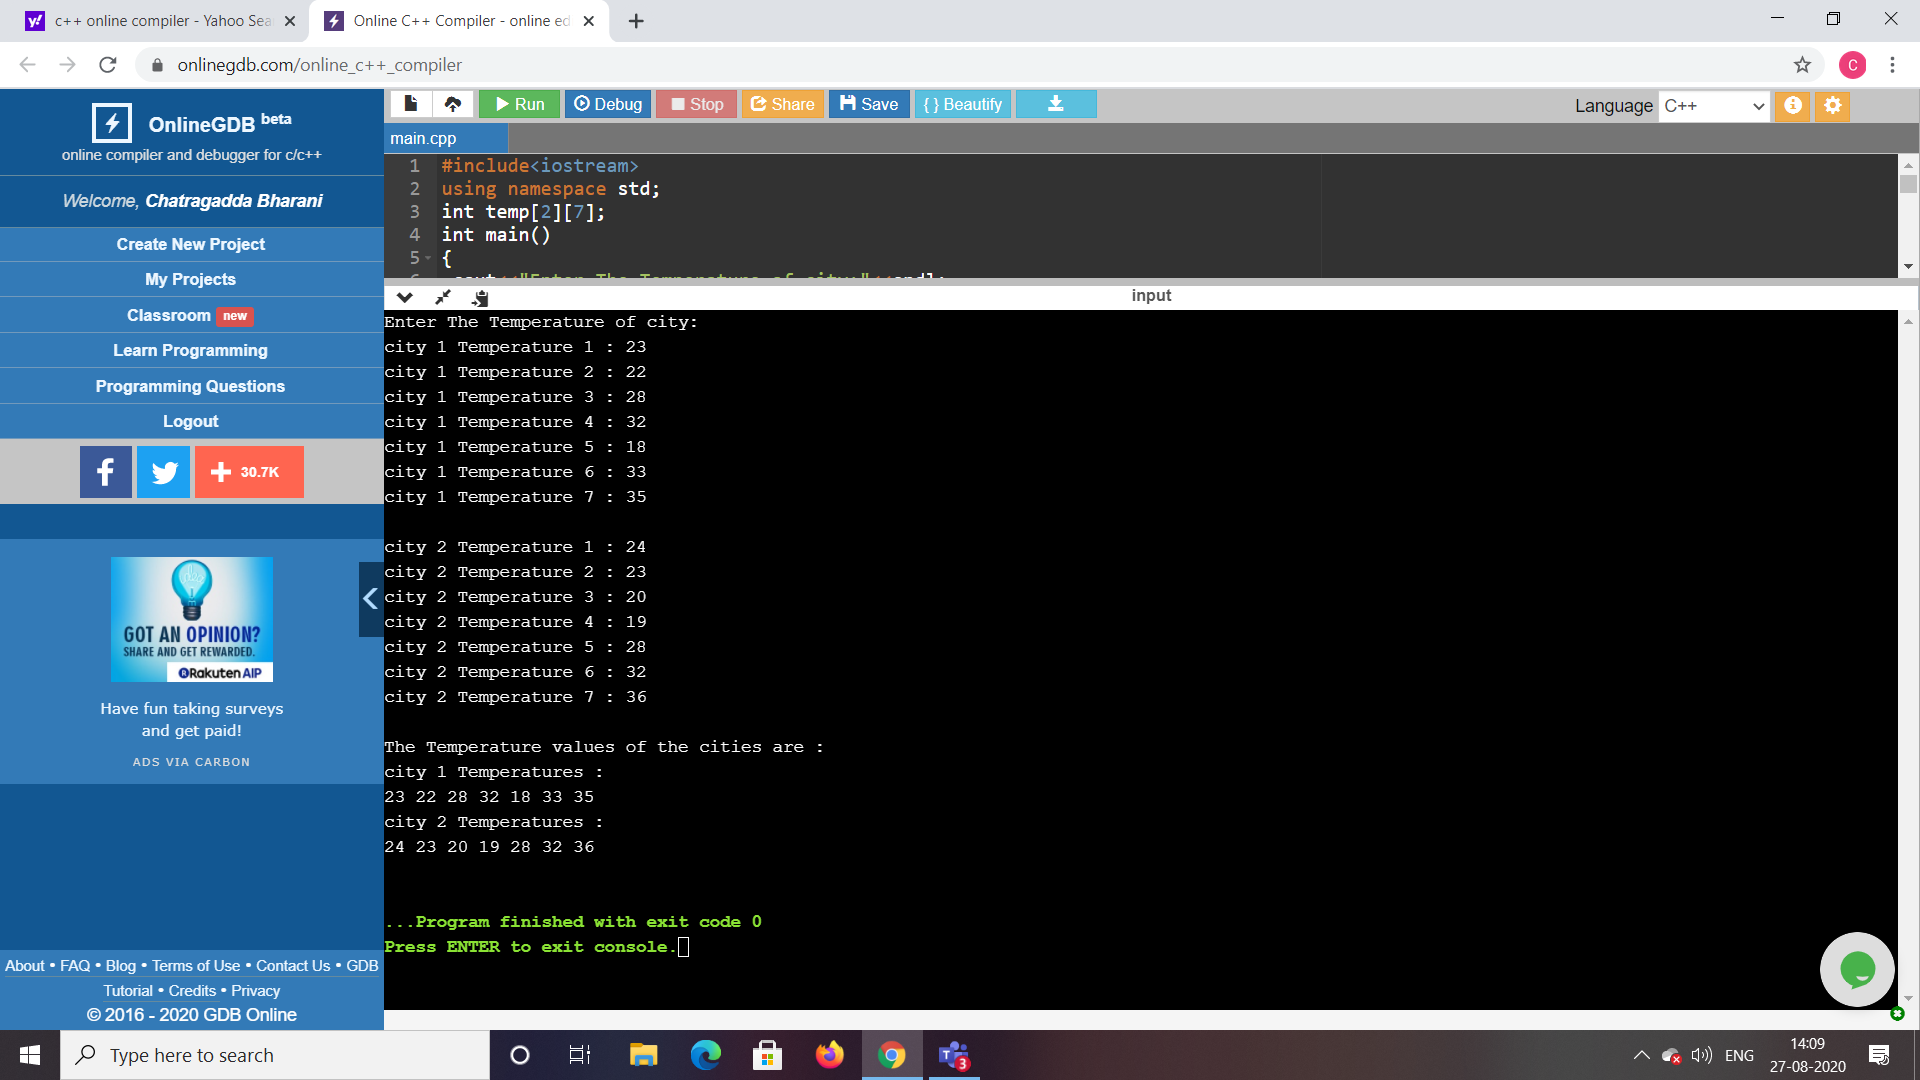 c++ online compiler - Yahoo Sea
Online C++ Compiler - online ed
onlinegdb.com/online_c++_compiler
C
OnlineGDB beta
online compiler and debugger for c/c++
Welcome, Chatragadda Bharani
Create New Project
My Projects
Classroom new
Learn Programming
Programming Questions
Logout
30.7K
GOT AN OPINION?
SHARE AND GET REWARDED.
Rakuten AIP
Have fun taking surveys
and get paid!
ADS VIA CARBON
About • FAQ • Blog • Terms of Use • Contact Us • GDB
Tutorial • Credits • Privacy
© 2016 - 2020 GDB Online
Run Debug Stop Share Save { } Beautify
Language C++
main.cpp
1 #include<iostream>
2 using namespace std;
3 int temp[2][7];
4 int main()
5 {
6 cout<<"Enter The Temperature of city:"<<endl;
input
Enter The Temperature of city:
city 1 Temperature 1 : 23
city 1 Temperature 2 : 22
city 1 Temperature 3 : 28
city 1 Temperature 4 : 32
city 1 Temperature 5 : 18
city 1 Temperature 6 : 33
city 1 Temperature 7 : 35
city 2 Temperature 1 : 24
city 2 Temperature 2 : 23
city 2 Temperature 3 : 20
city 2 Temperature 4 : 19
city 2 Temperature 5 : 28
city 2 Temperature 6 : 32
city 2 Temperature 7 : 36
The Temperature values of the cities are :
city 1 Temperatures :
23 22 28 32 18 33 35
city 2 Temperatures :
24 23 20 19 28 32 36
...Program finished with exit code 0
Press ENTER to exit console.
Type here to search
3
ENG
14:09
27-08-2020